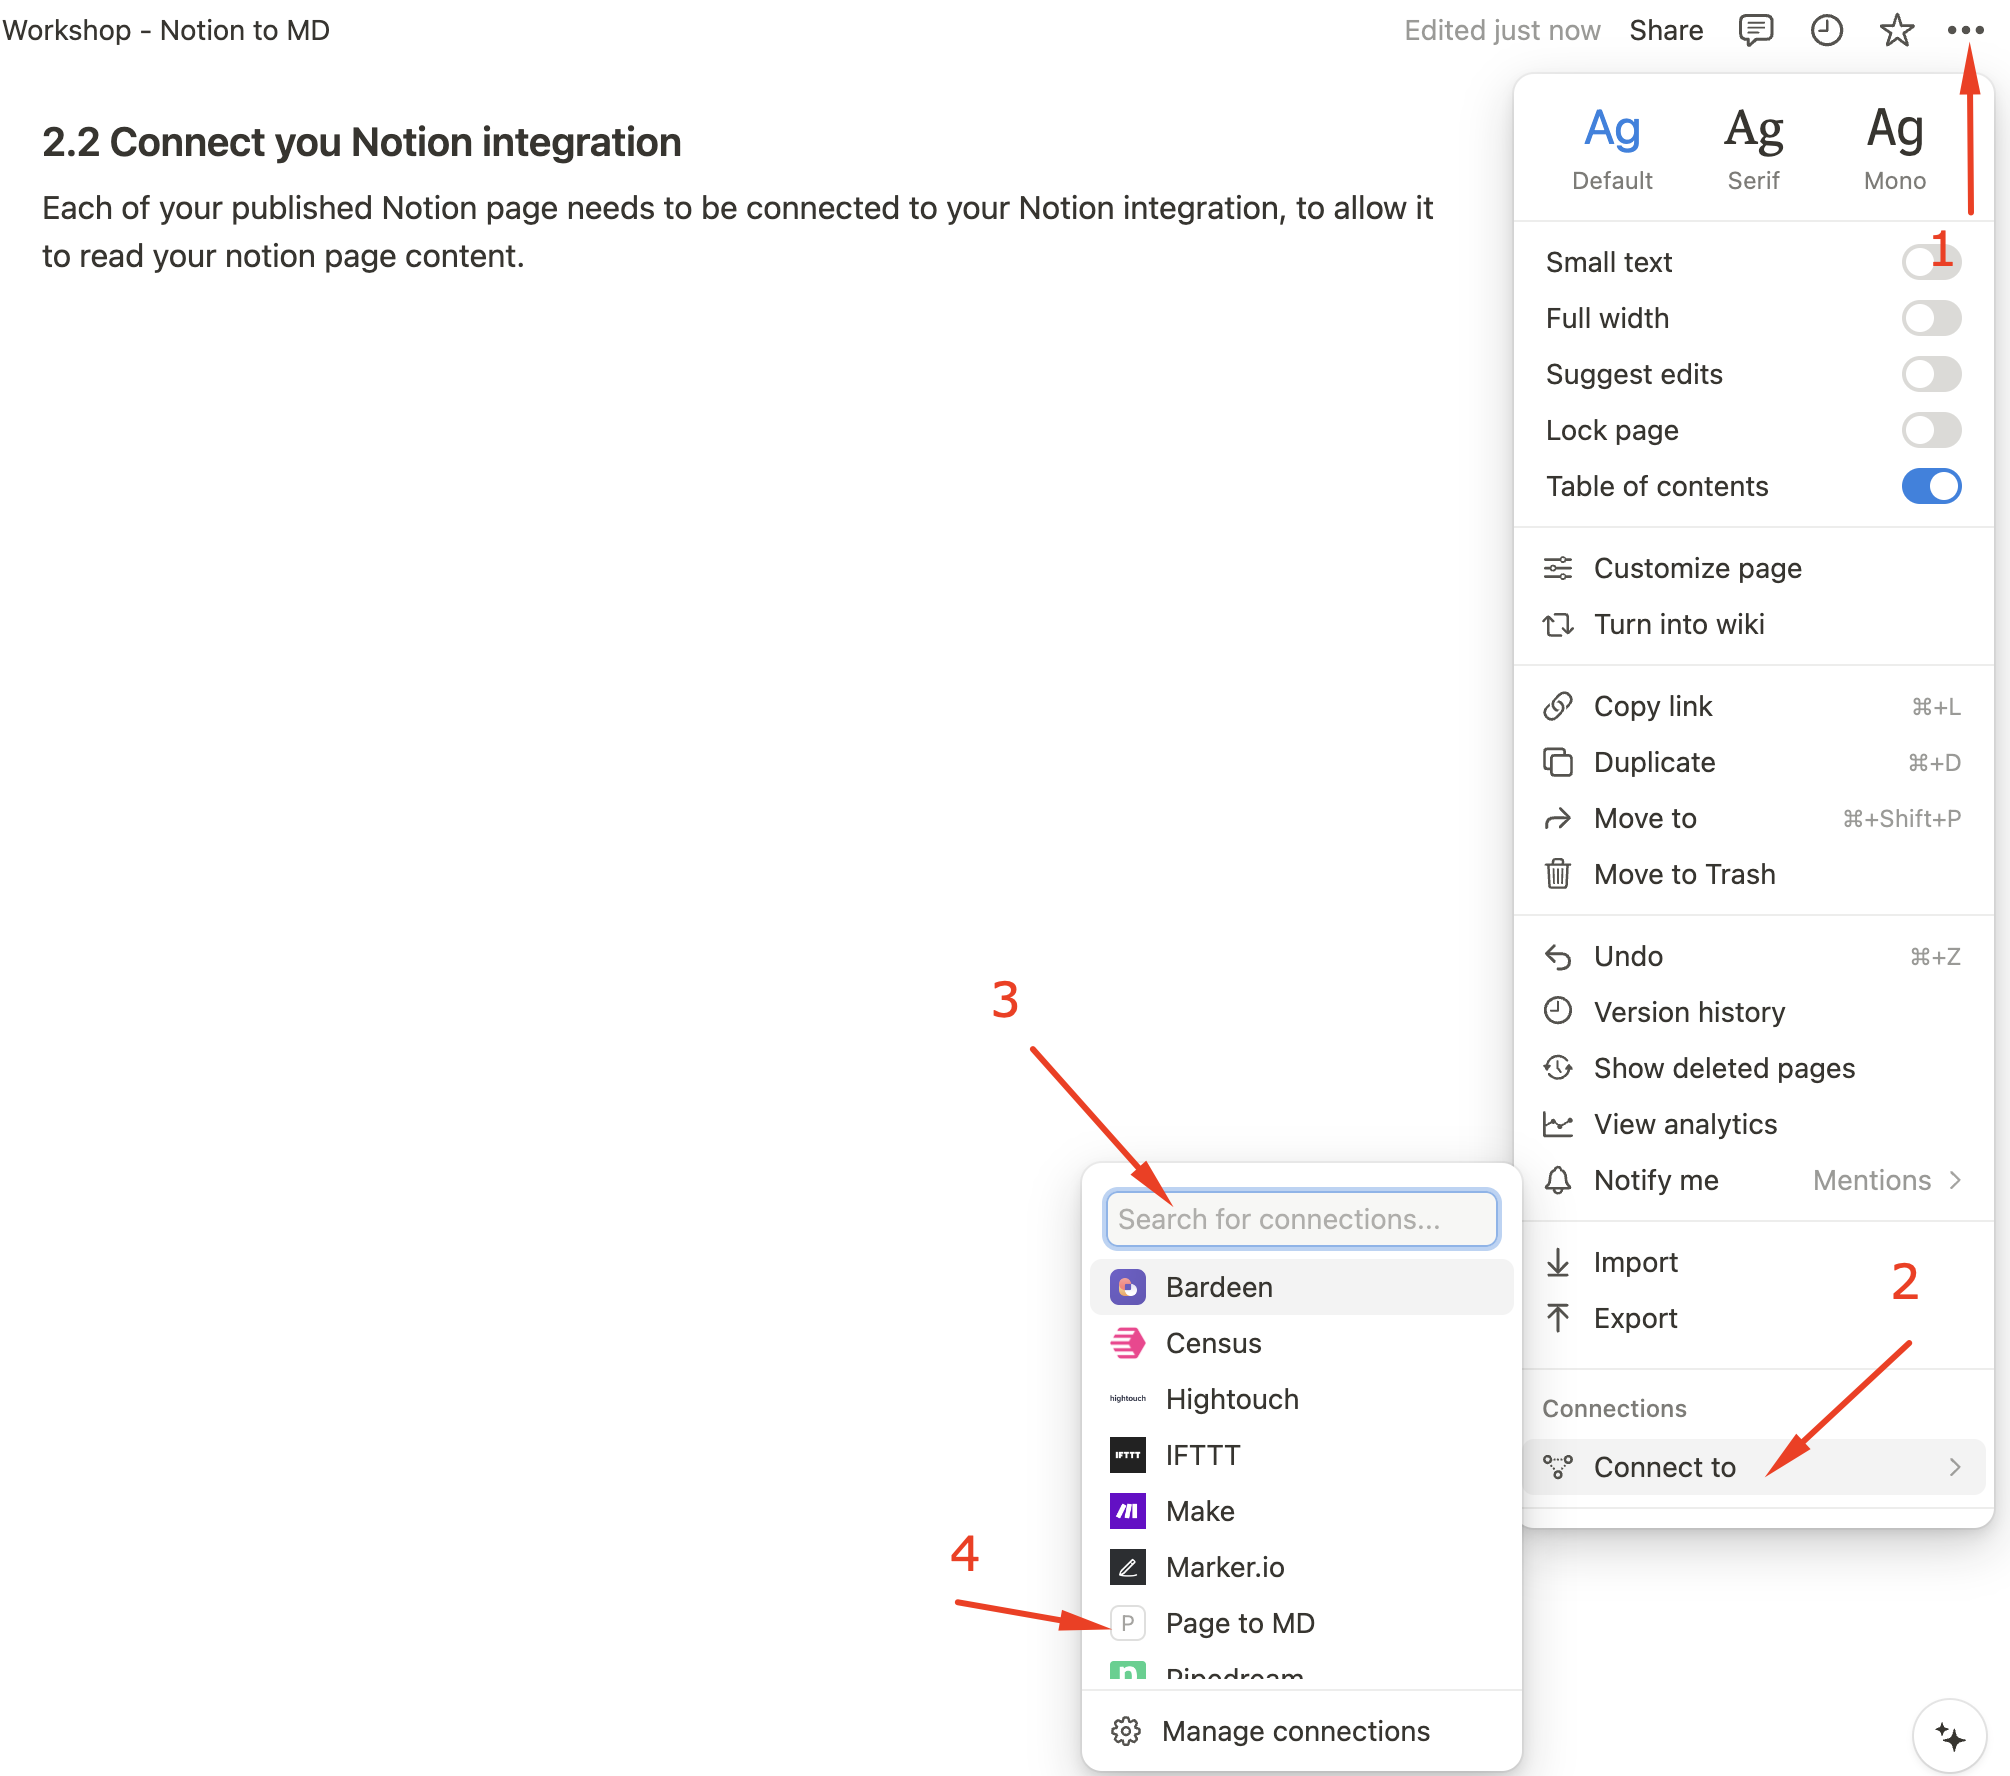 Workshop - Notion to MD
Edited just now Share
2.2 Connect you Notion integration
Each of your published Notion page needs to be connected to your Notion integration, to allow it
to read your notion page content.
Ag Ag Ag
Default Serif Mono
1
Small text
Full width
Suggest edits
Lock page
Table of contents
Customize page
Turn into wiki
Copy link ⌘+L
Duplicate ⌘+D
Move to ⌘+Shift+P
Move to Trash
Undo ⌘+Z
Version history
Show deleted pages
View analytics
Notify me Mentions
Import
Export
2
Connections
Connect to
3
Search for connections...
Bardeen
Census
hightouch Hightouch
IFTTT IFTTT
Make
Marker.io
4
P Page to MD
Pipedream
Manage connections